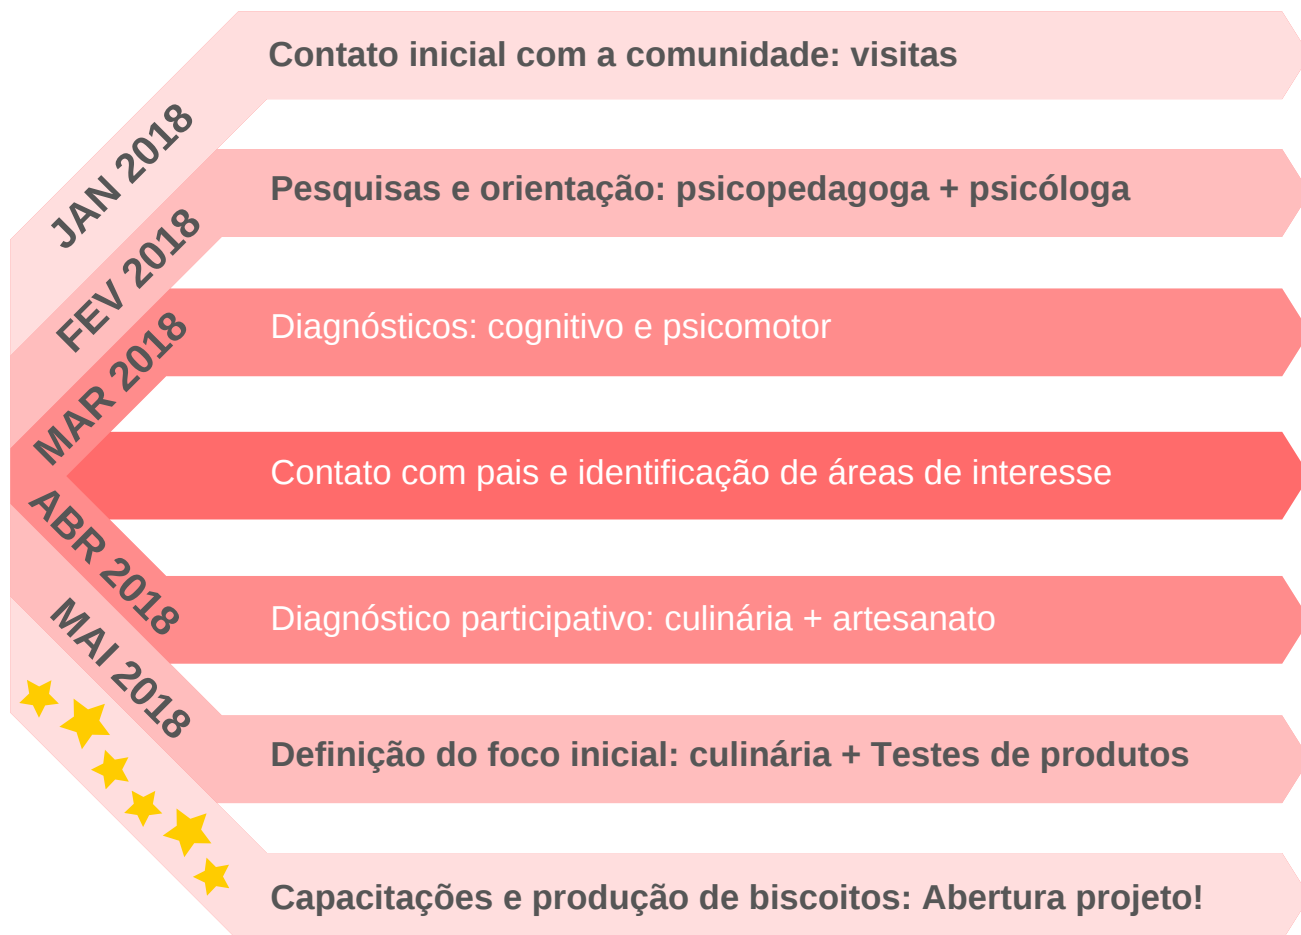 JAN 2018
Contato inicial com a comunidade: visitas
FEV 2018
Pesquisas e orientação: psicopedagoga + psicóloga
MAR 2018
Diagnósticos: cognitivo e psicomotor
Contato com pais e identificação de áreas de interesse
ABR 2018
Diagnóstico participativo: culinária + artesanato
MAI 2018
Definição do foco inicial: culinária + Testes de produtos
Capacitações e produção de biscoitos: Abertura projeto!